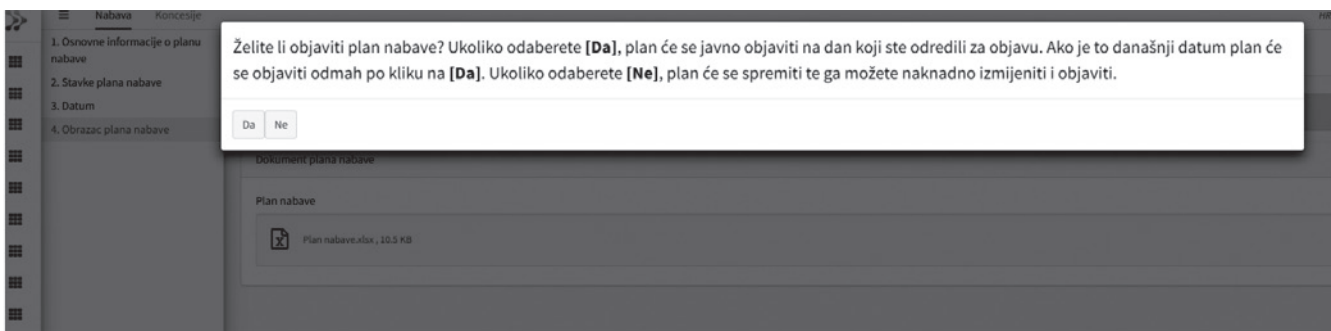 Nabava Koncesije
HR
1. Osnovne informacije o planu
nabave
2. Stavke plana nabave
3. Datum
4. Obrazac plana nabave
Želite li objaviti plan nabave? Ukoliko odaberete [Da], plan će se javno objaviti na dan koji ste odredili za objavu. Ako je to današnji datum plan će
se objaviti odmah po kliku na [Da]. Ukoliko odaberete [Ne], plan će se spremiti te ga možete naknadno izmijeniti i objaviti.
Da Ne
Dokument plana nabave
Plan nabave
Plan nabave.xlsx , 10.5 KB